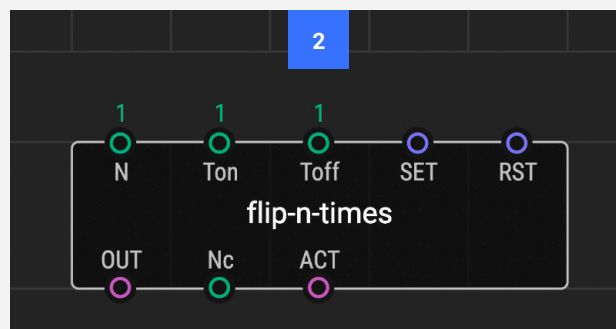 2
1 1 1
N Ton Toff SET RST
flip-n-times
OUT Nc ACT